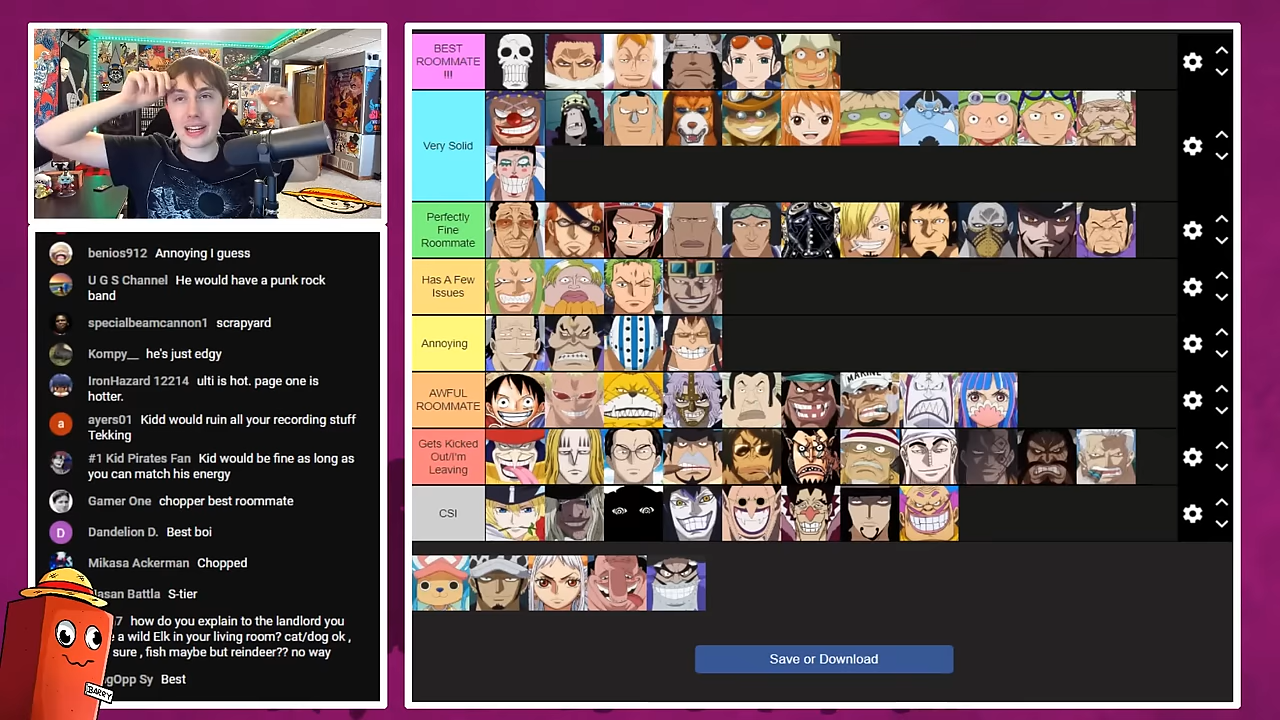 benios912 Annoying I guess
U G S Channel He would have a punk rock
band
specialbeamcannon1 scrapyard
Kompy__ he's just edgy
IronHazard 12214 ulti is hot. page one is
hotter.
ayers01 Kidd would ruin all your recording stuff
Tekking
#1 Kid Pirates Fan Kid would be fine as long as
you can match his energy
Gamer One chopper best roommate
Dandelion D. Best boi
Mikasa Ackerman Chopped
Battla S-tier
how do you explain to the landlord you
a wild Elk in your living room? cat/dog ok ,
sure , fish maybe but reindeer?? no way
Sy Best
BARRY
a
D
BEST
ROOMMATE
!!!
Very Solid
Perfectly
Fine
Roommate
Has A Few
Issues
Annoying
AWFUL
ROOMMATE
MARINE
Gets Kicked
Out/I'm
Leaving
CSI
Save or Download